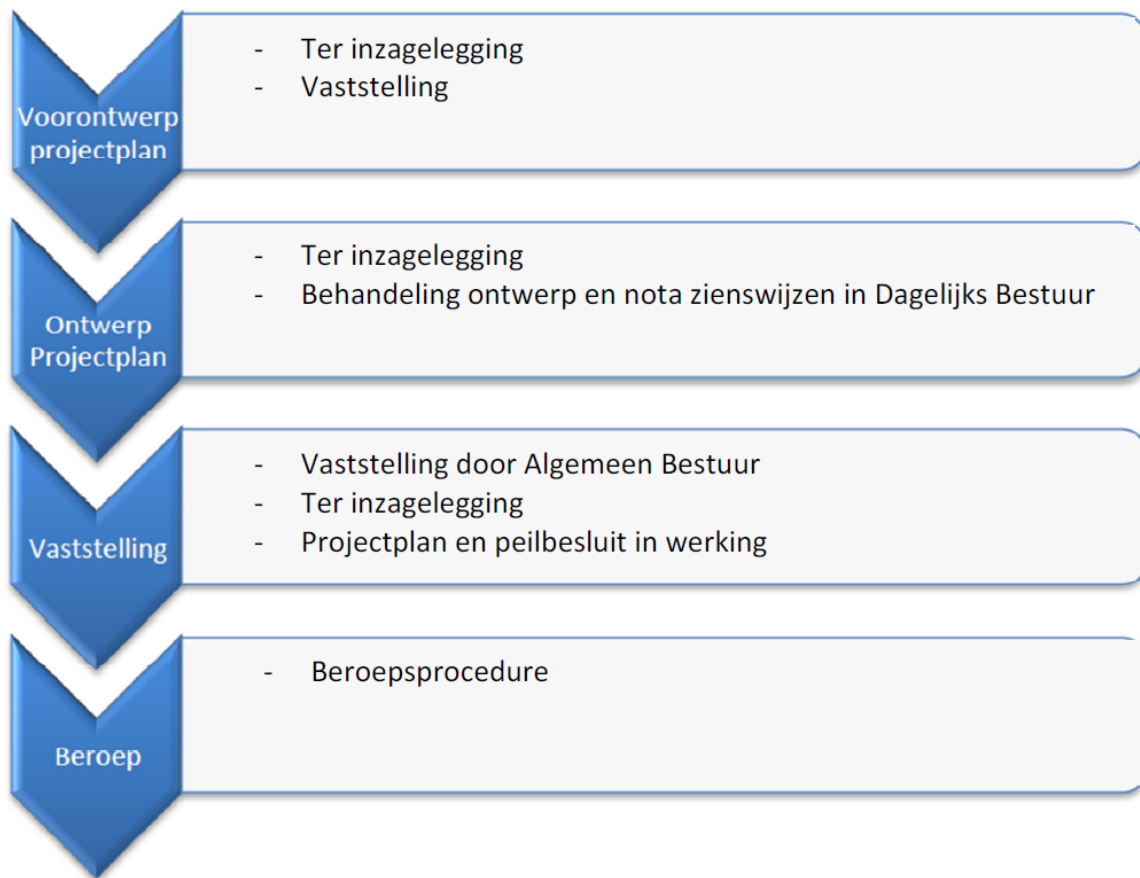 Voorontwerp
projectplan
- Ter inzagelegging
- Vaststelling
Ontwerp
Projectplan
- Ter inzagelegging
- Behandeling ontwerp en nota zienswijzen in Dagelijks Bestuur
Vaststelling
- Vaststelling door Algemeen Bestuur
- Ter inzagelegging
- Projectplan en peilbesluit in werking
Beroep
- Beroepsprocedure